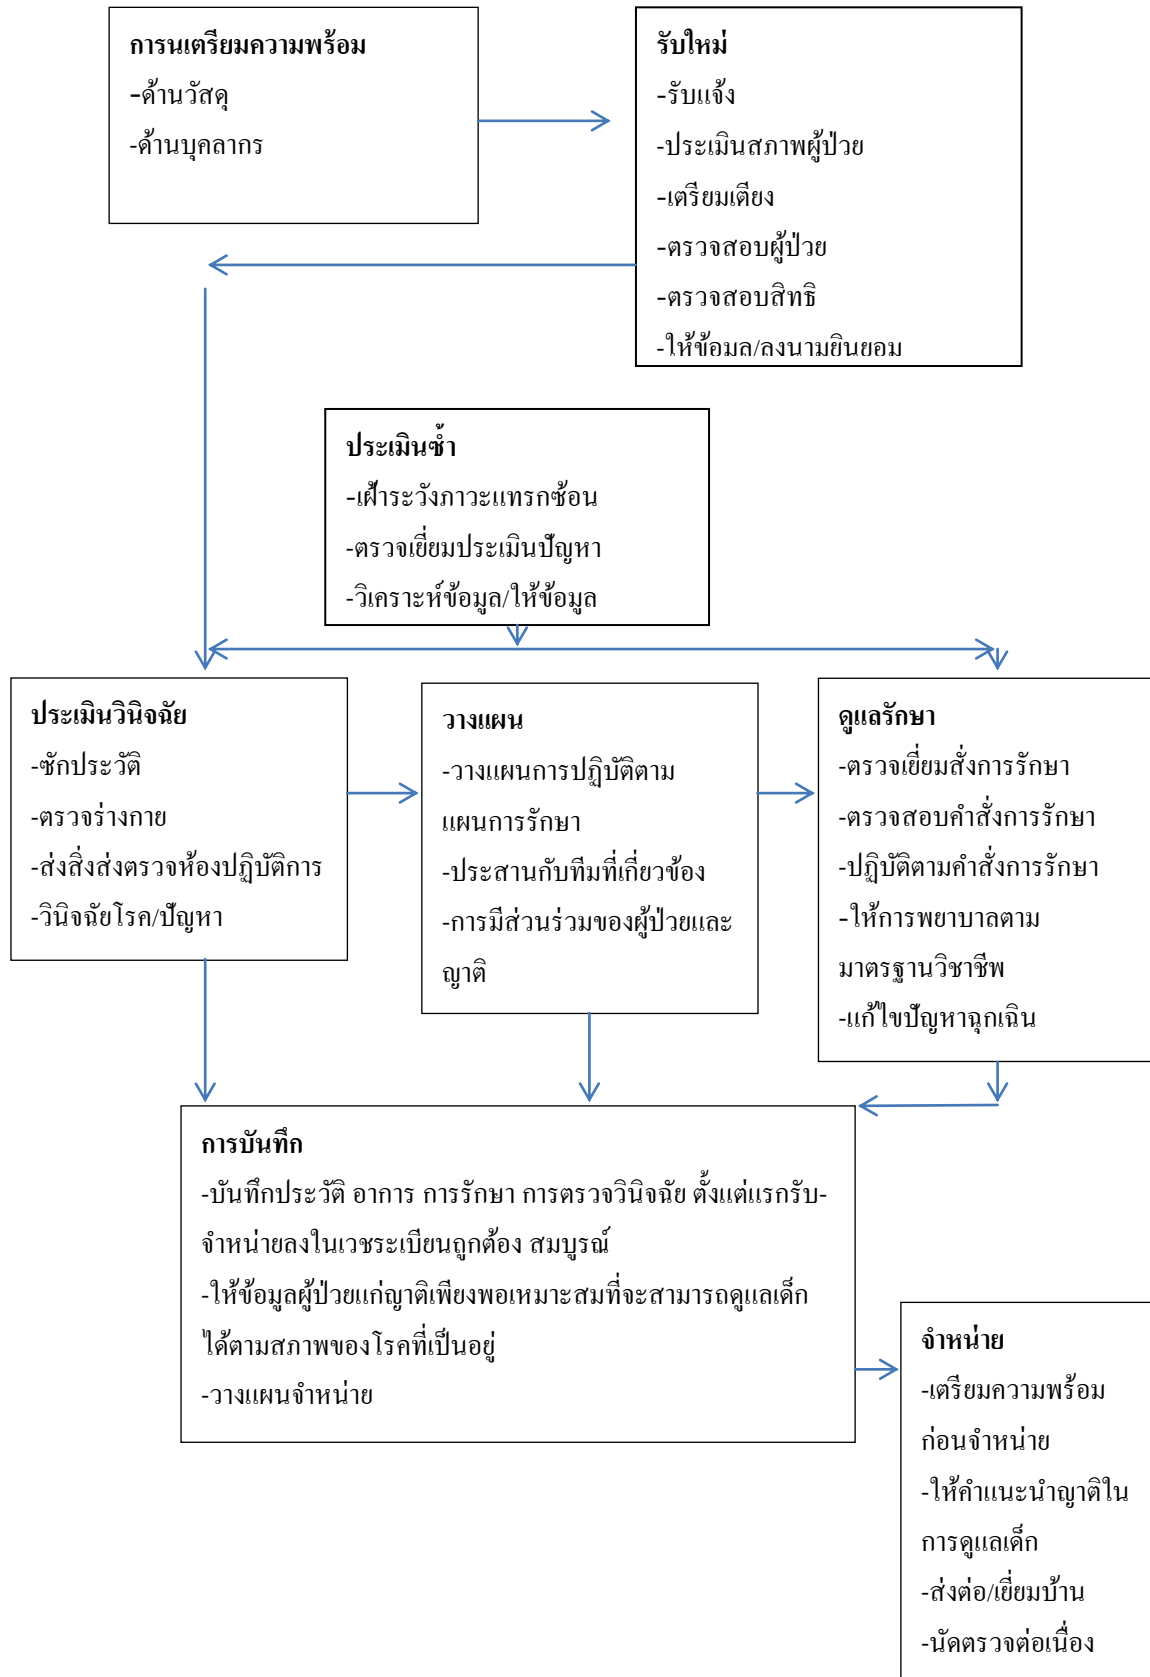 การนเตรียมความพร้อม
-ด้านวัสดุ
-ด้านบุคลากร
รับใหม่
-รับแจ้ง
-ประเมินสภาพผู้ป่วย
-เตรียมเตียง
-ตรวจสอบผู้ป่วย
-ตรวจสอบสิทธิ
-ให้ข้อมูล/ลงนามยินยอม
ประเมินซ้ำ
-เฝ้าระวังภาวะแทรกซ้อน
-ตรวจเยี่ยมประเมินปัญหา
-วิเคราะห์ข้อมูล/ให้ข้อมูล
ประเมินวินิจฉัย
-ซักประวัติ
-ตรวจร่างกาย
-ส่งสิ่งส่งตรวจห้องปฏิบัติการ
-วินิจฉัยโรค/ปัญหา
วางแผน
-วางแผนการปฏิบัติตาม
แผนการรักษา
-ประสานกับทีมที่เกี่ยวข้อง
-การมีส่วนร่วมของผู้ป่วยและ
ญาติ
ดูแลรักษา
-ตรวจเยี่ยมสั่งการรักษา
-ตรวจสอบคำสั่งการรักษา
-ปฏิบัติตามคำสั่งการรักษา
-ให้การพยาบาลตาม
มาตรฐานวิชาชีพ
-แก้ไขปัญหาฉุกเฉิน
การบันทึก
-บันทึกประวัติ อาการ การรักษา การตรวจวินิจฉัย ตั้งแต่แรกรับ-
จำหน่ายลงในเวชระเบียนถูกต้อง สมบูรณ์
-ให้ข้อมูลผู้ป่วยแก่ญาติเพียงพอเหมาะสมที่จะสามารถดูแลเด็ก
ได้ตามสภาพของโรคที่เป็นอยู่
-วางแผนจำหน่าย
จำหน่าย
-เตรียมความพร้อม
ก่อนจำหน่าย
-ให้คำแนะนำญาติใน
การดูแลเด็ก
-ส่งต่อ/เยี่ยมบ้าน
-นัดตรวจต่อเนื่อง